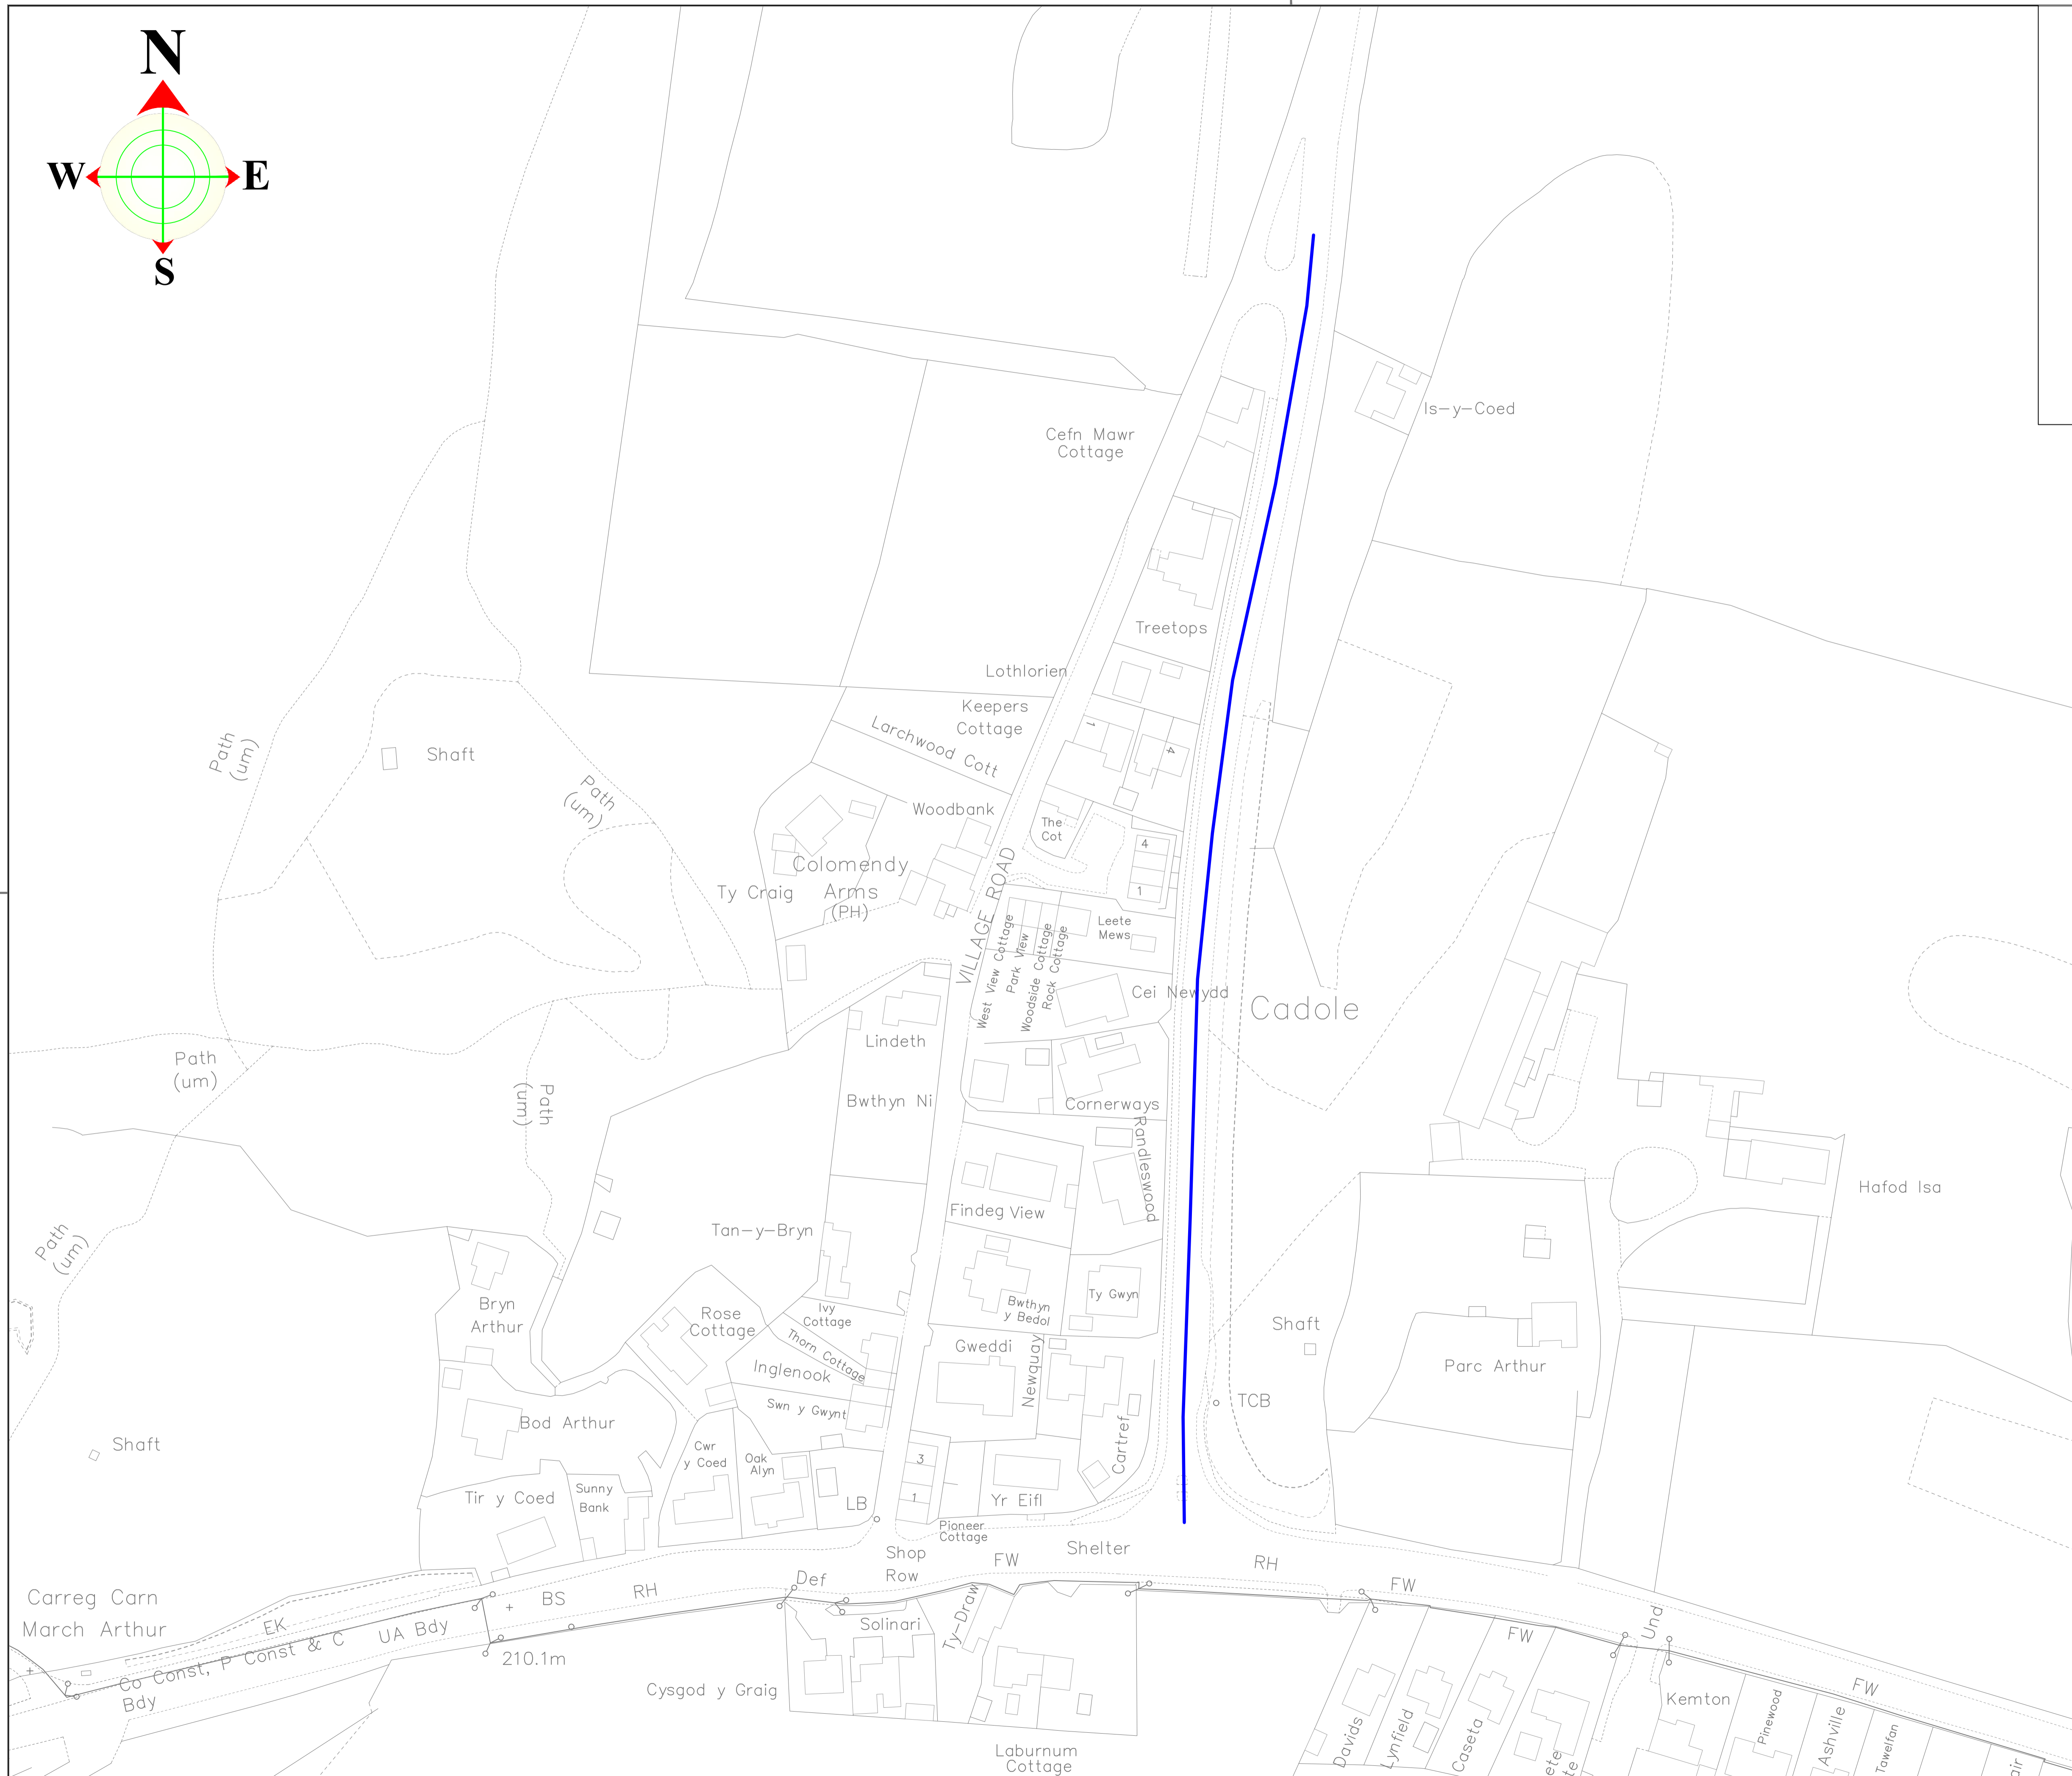 N
W
E
S
Is-y-Coed
Cefn Mawr
Cottage
Treetops
Lothlorien
Keepers
Cottage
Larchwood Cott
1
4
Path
(um)
Shaft
Path
(um)
Woodbank
The
Cot
4
1
Colomendy
Arms
(PH)
Ty Craig
VILLAGE ROAD
West View Cottage
Park View
Woodside Cottage
Rock Cottage
Leete
Mews
Cei Newydd
Cadole
Lindeth
Path
(um)
Path
(um)
Bwthyn Ni
Cornerways
Randleswood
Hafod Isa
Findeg View
Tan-y-Bryn
Path
(um)
Bryn
Arthur
Rose
Cottage
Ivy
Cottage
Thorn Cottage
Inglenook
Swn y Gwynt
Bwthyn
y Bedol
Ty Gwyn
Gweddi
Newquay
Shaft
Parc Arthur
TCB
Cartref
Bod Arthur
Shaft
Cwr
y Coed
Oak
Alyn
3
1
LB
Tir y Coed
Sunny
Bank
Yr Eifl
Pioneer
Cottage
Shop
Row
FW
Shelter
RH
FW
Def
RH
BS
Carreg Carn
March Arthur
EK
UA Bdy
Co Const, P Const & C
Bdy
210.1m
Solinari
Ty-Draw
Cysgod y Graig
Laburnum
Cottage
FW
Und
FW
Davids
Lynfield
Caseta
Kemton
Pinewood
Ashville
Tawelfan